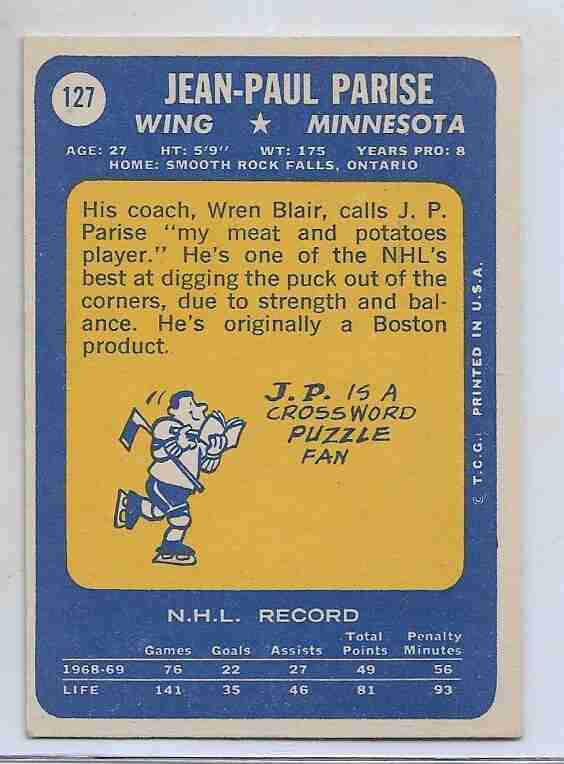 127
JEAN-PAUL PARISE
WING ★ MINNESOTA
AGE: 27 HT: 5'9" WT: 175 YEARS PRO: 8
HOME: SMOOTH ROCK FALLS, ONTARIO
His coach, Wren Blair, calls J. P.
Parise "my meat and potatoes
player." He's one of the NHL's
best at digging the puck out of the
corners, due to strength and bal-
ance. He's originally a Boston
product.
J.P. IS A
CROSSWORD
PUZZLE
FAN
© T.C.G. PRINTED IN U.S.A.
N.H.L. RECORD
Games Goals Assists Total Points Penalty Minutes
1968-69 76 22 27 49 56
LIFE 141 35 46 81 93